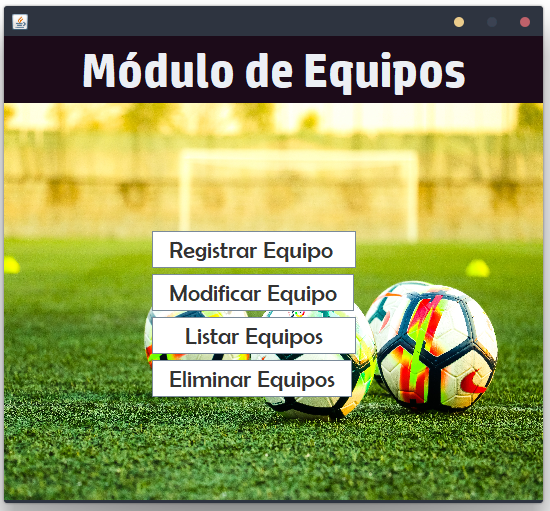 Módulo de Equipos
Registrar Equipo
Modificar Equipo
Listar Equipos
Eliminar Equipos